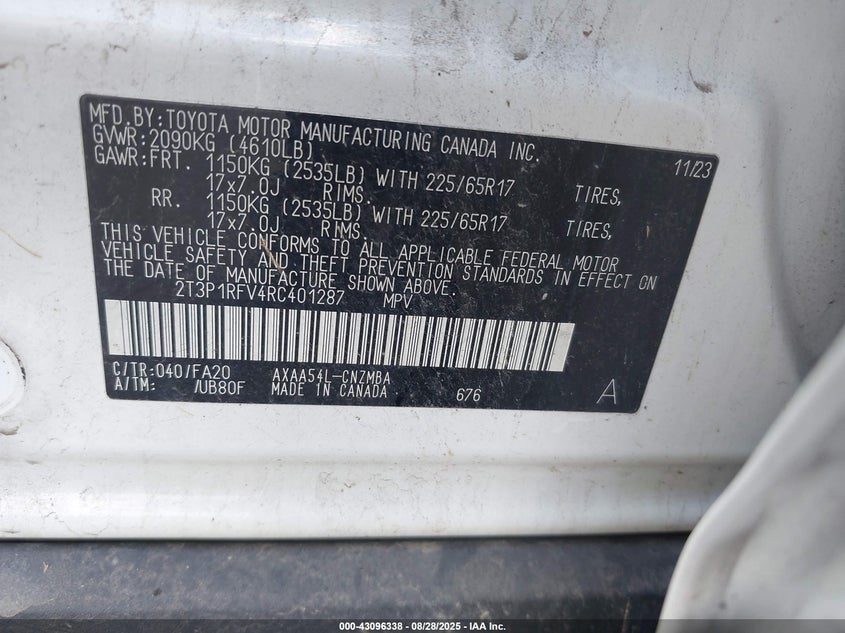 MFD.BY:TOYOTA MOTOR MANUFACTURING CANADA INC.
GVWR:2090KG (4610LB) 11/23
GAWR:FRT. 1150KG (2535LB) WITH 225/65R17 TIRES,
17x7.0J RIMS.
RR. 1150KG (2535LB) WITH 225/65R17 TIRES,
17x7.0J RIMS.
THIS VEHICLE CONFORMS TO ALL APPLICABLE FEDERAL MOTOR
VEHICLE SAFETY AND THEFT PREVENTION STANDARDS IN EFFECT ON
THE DATE OF MANUFACTURE SHOWN ABOVE.
2T3P1RFV4RC401287 MPV
C/TR:040/FA20 AXAA54L-CNZMBA
A/TM: /UB80F MADE IN CANADA 676 A
000-43096338 - 08/28/2025 - IAA Inc.